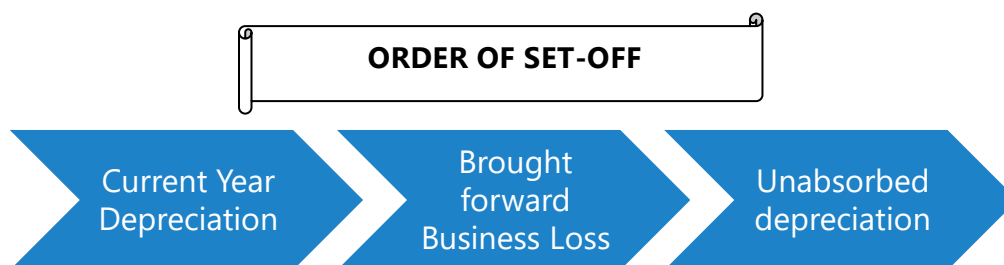 ORDER OF SET-OFF
Current Year
Depreciation
Brought
forward
Business Loss
Unabsorbed
depreciation